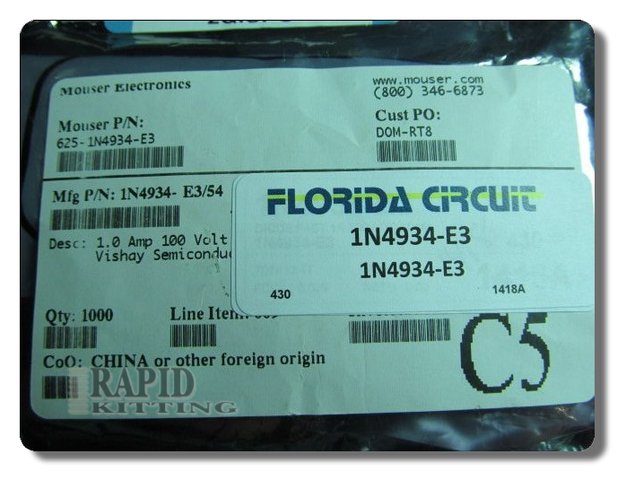 Mouser Electronics
www.mouser.com
(800) 346-6873
Mouser P/N:
625-1N4934-E3
Cust PO:
DOM-RT8
Mfg P/N: 1N4934- E3/54
Desc: 1.0 Amp 100 Volt
Vishay
FLORIDA CIRCUIT
1N4934-E3
1N4934-E3
430
1418A
Qty: 1000
Line
C5
CoO: CHINA or other foreign origin
RAPID
KITTING